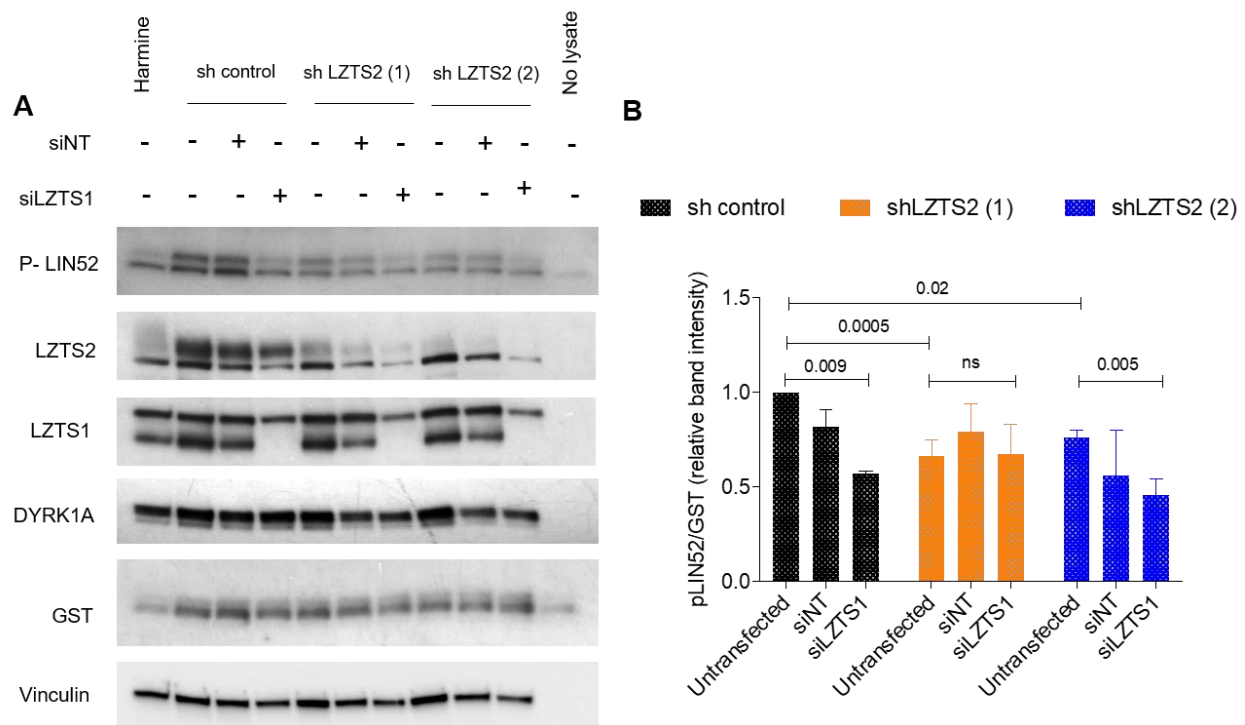 A
Harmine
sh control
sh LZTS2 (1)
sh LZTS2 (2)
No lysate
siNT - - + - - + - - + - -
siLZTS1 - - - + - - + - - + -
P- LIN52
LZTS2
LZTS1
DYRK1A
GST
Vinculin
B
sh control
shLZTS2 (1)
shLZTS2 (2)
pLIN52/GST (relative band intensity)
1.5
1.0
0.5
0.0
0.02
0.0005
0.009
ns
0.005
Untransfected
siNT
siLZTS1
Untransfected
siNT
siLZTS1
Untransfected
siNT
siLZTS1